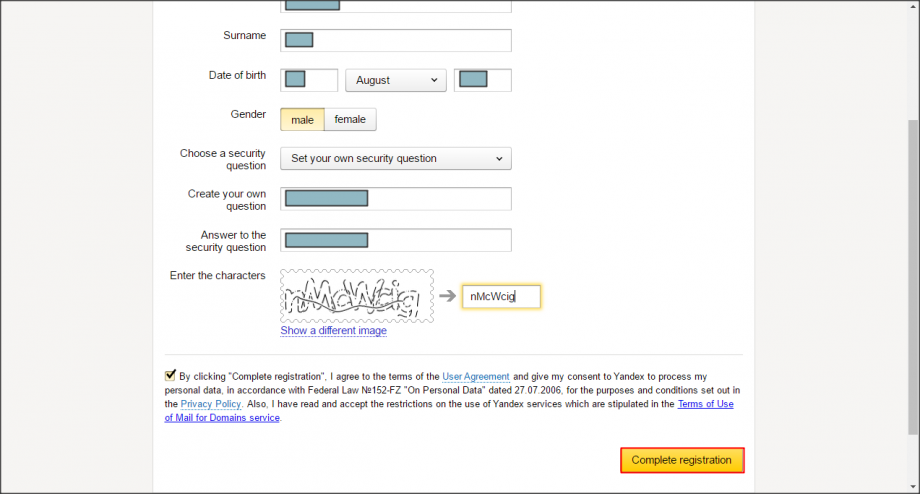 Surname
Date of birth
August
Gender
male female
Choose a security
question
Set your own security question
Create your own
question
Answer to the
security question
Enter the characters
nMcWcig
Show a different image
By clicking "Complete registration", I agree to the terms of the User Agreement and give my consent to Yandex to process my
personal data, in accordance with Federal Law №152-FZ "On Personal Data" dated 27.07.2006, for the purposes and conditions set out in
the Privacy Policy. Also, I have read and accept the restrictions on the use of Yandex services which are stipulated in the Terms of Use
of Mail for Domains service.
Complete registration